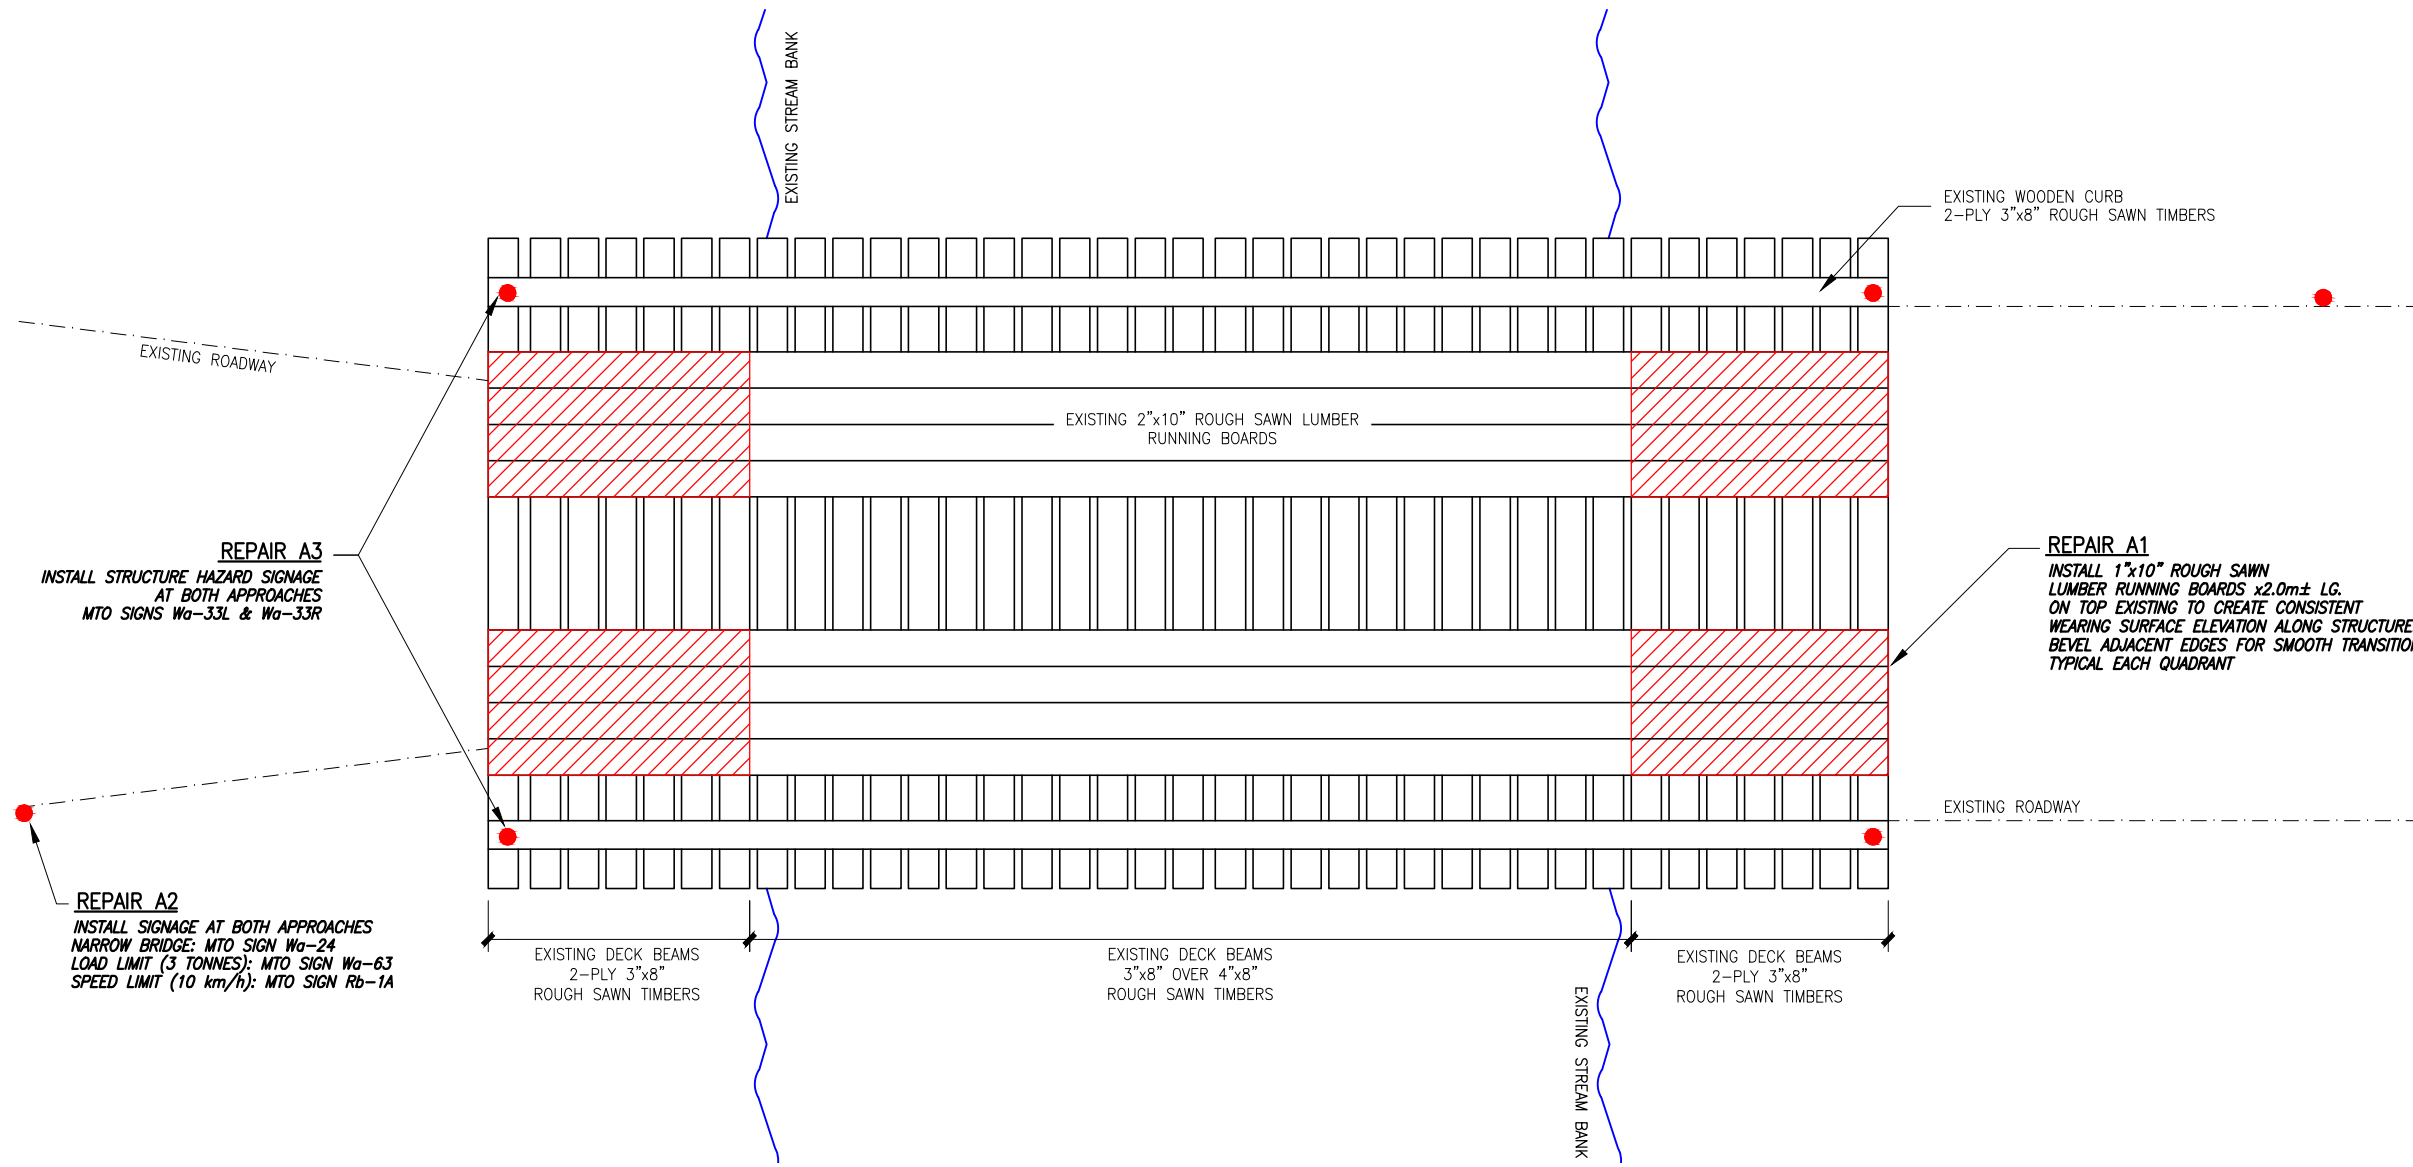 EXISTING STREAM BANK
EXISTING WOODEN CURB
2-PLY 3"x8" ROUGH SAWN TIMBERS
EXISTING ROADWAY
EXISTING 2"x10" ROUGH SAWN LUMBER
RUNNING BOARDS
REPAIR A3
INSTALL STRUCTURE HAZARD SIGNAGE
AT BOTH APPROACHES
MTO SIGNS Wa-33L & Wa-33R
REPAIR A1
INSTALL 1"x10" ROUGH SAWN
LUMBER RUNNING BOARDS x2.0m± LG.
ON TOP EXISTING TO CREATE CONSISTENT
WEARING SURFACE ELEVATION ALONG STRUCTURE
BEVEL ADJACENT EDGES FOR SMOOTH TRANSITION
TYPICAL EACH QUADRANT
EXISTING ROADWAY
REPAIR A2
INSTALL SIGNAGE AT BOTH APPROACHES
NARROW BRIDGE: MTO SIGN Wa-24
LOAD LIMIT (3 TONNES): MTO SIGN Wa-63
SPEED LIMIT (10 km/h): MTO SIGN Rb-1A
EXISTING DECK BEAMS
2-PLY 3"x8"
ROUGH SAWN TIMBERS
EXISTING DECK BEAMS
3"x8" OVER 4"x8"
ROUGH SAWN TIMBERS
EXISTING DECK BEAMS
2-PLY 3"x8"
ROUGH SAWN TIMBERS
EXISTING STREAM BANK